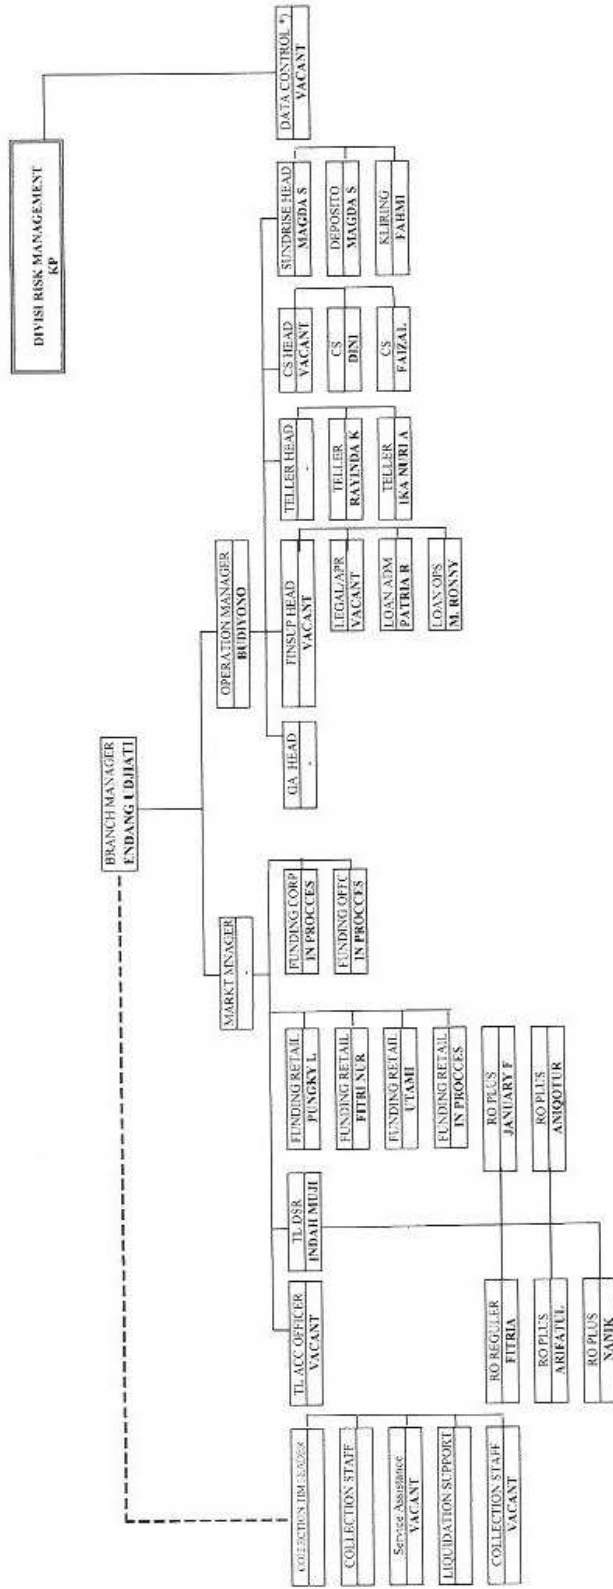 DIVISI RISK MANAGEMENT
KP
BRANCH MANAGER
ENDANG UDJIATI
MARKT MNAGER
-
OPERATION MANAGER
BUDIYONO
DATA CONTROL *)
VACANT
COLLECTION TIM LEADER
COLLECTION STAFF
Service Assistance
VACANT
LIQUIDATION SUPPORT
COLLECTION STAFF
VACANT
TL ACC OFFICER
VACANT
TL DSR
INDAH MUJI
RO REGULER
FITRIA
RO PLUS
ARIFATUL
RO PLUS
NANIK
RO PLUS
JANUARY F
RO PLUS
ANIQOTUR
FUNDING RETAIL
PUNGKY L
FUNDING RETAIL
FITRI NUR
FUNDING RETAIL
UTAMI
FUNDING RETAIL
IN PROCCES
FUNDING CORP
IN PROCCES
FUNDING OFFC
IN PROCCES
GA HEAD
-
FINSUP HEAD
VACANT
LEGAL/APR
VACANT
LOAN ADM
PATRIA R
LOAN OPS
M. RONNY
TELLER HEAD
-
TELLER
RAYINDA K
TELLER
IKA NURI A
CS HEAD
VACANT
CS
DINI
CS
FAIZAL
SUNDRISE HEAD
MAGDA S
DEPOSITO
MAGDA S
KLIRING
FAHMI